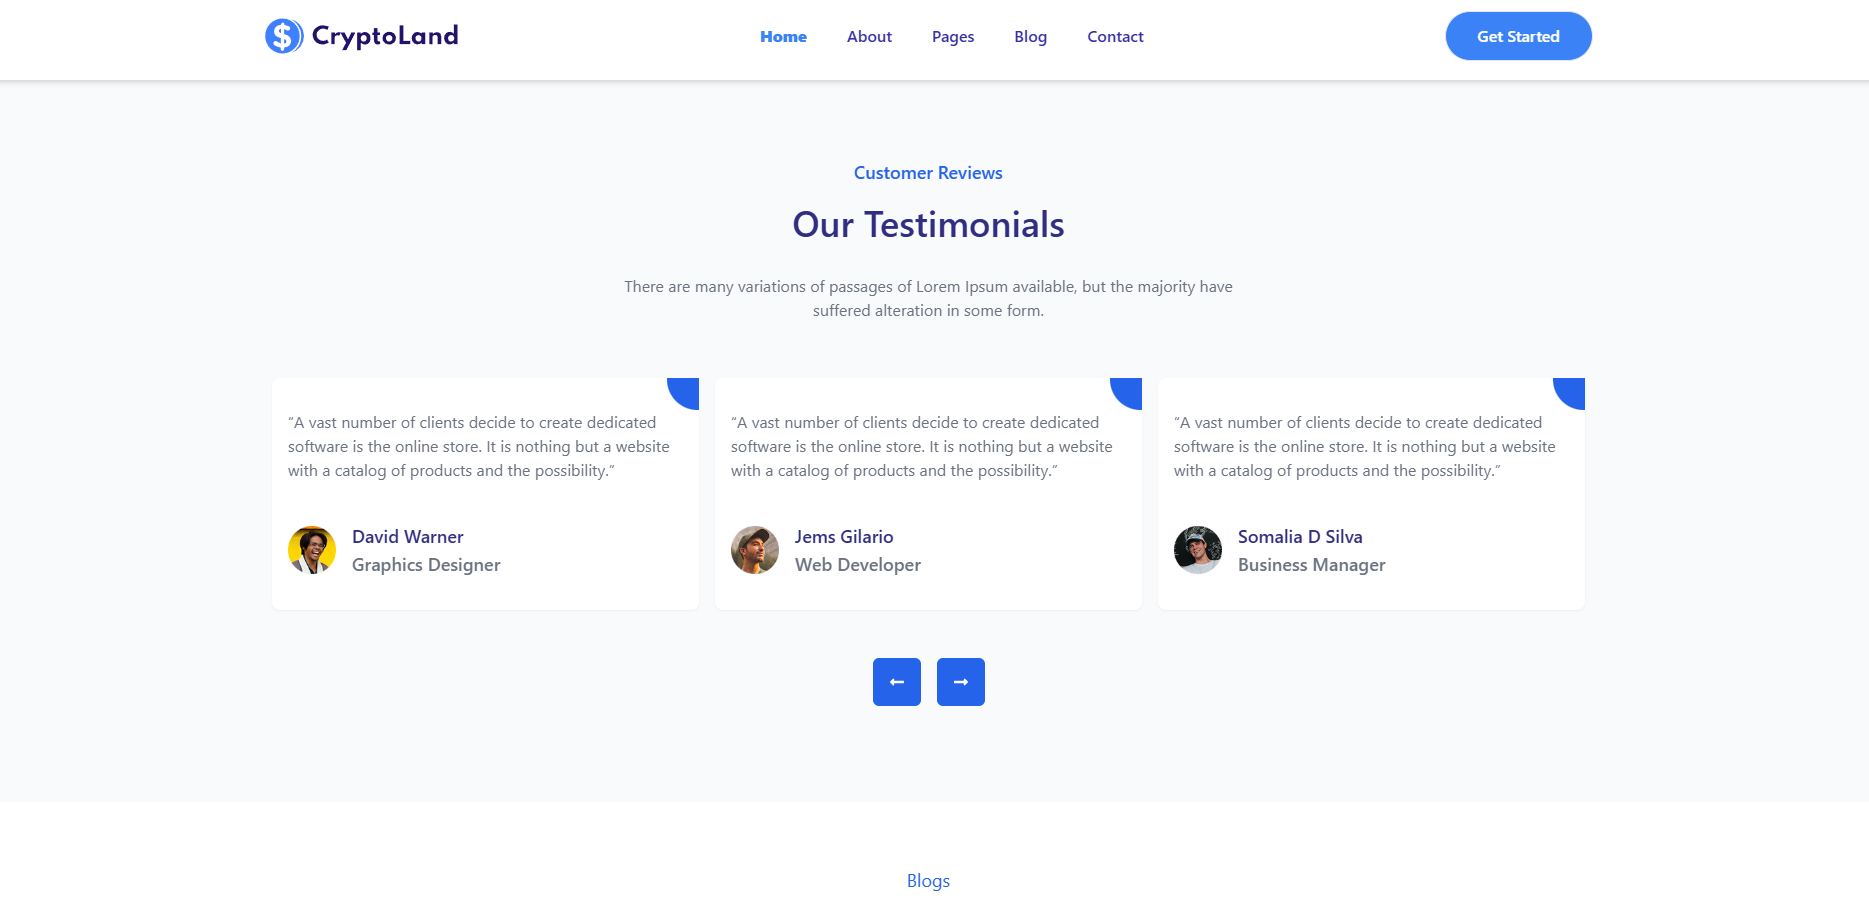 CryptoLand
Home About Pages Blog Contact
Get Started
Customer Reviews
Our Testimonials
There are many variations of passages of Lorem Ipsum available, but the majority have
suffered alteration in some form.
“A vast number of clients decide to create dedicated
software is the online store. It is nothing but a website
with a catalog of products and the possibility.”
David Warner
Graphics Designer
“A vast number of clients decide to create dedicated
software is the online store. It is nothing but a website
with a catalog of products and the possibility.”
Jems Gilario
Web Developer
“A vast number of clients decide to create dedicated
software is the online store. It is nothing but a website
with a catalog of products and the possibility.”
Somalia D Silva
Business Manager
Blogs